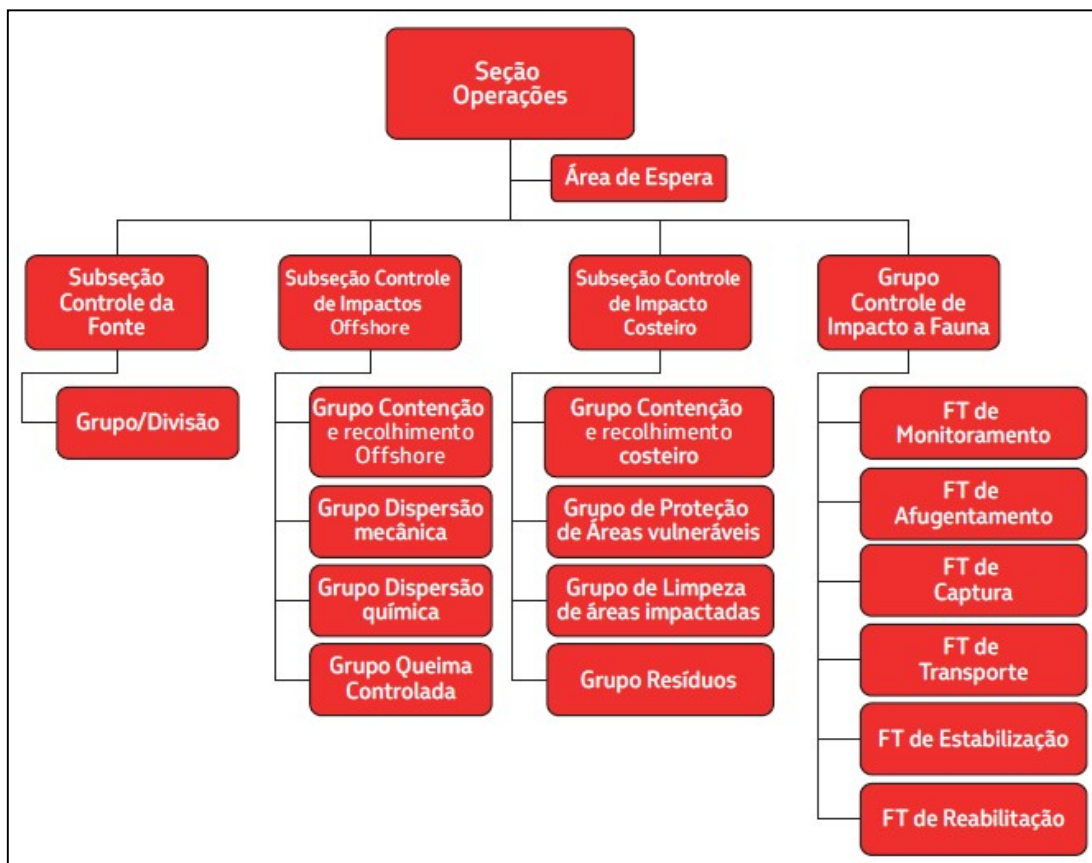 Seção
Operações
Área de Espera
Subseção
Controle da
Fonte
Grupo/Divisão
Subseção Controle
de Impactos
Offshore
Grupo Contenção
e recolhimento
Offshore
Grupo Dispersão
mecânica
Grupo Dispersão
química
Grupo Queima
Controlada
Subseção Controle
de Impacto
Costeiro
Grupo Contenção
e recolhimento
costeiro
Grupo de Proteção
de Áreas vulneráveis
Grupo de Limpeza
de áreas impactadas
Grupo Resíduos
Grupo
Controle de
Impacto a Fauna
FT de
Monitoramento
FT de
Afugentamento
FT de
Captura
FT de
Transporte
FT de Estabilização
FT de Reabilitação